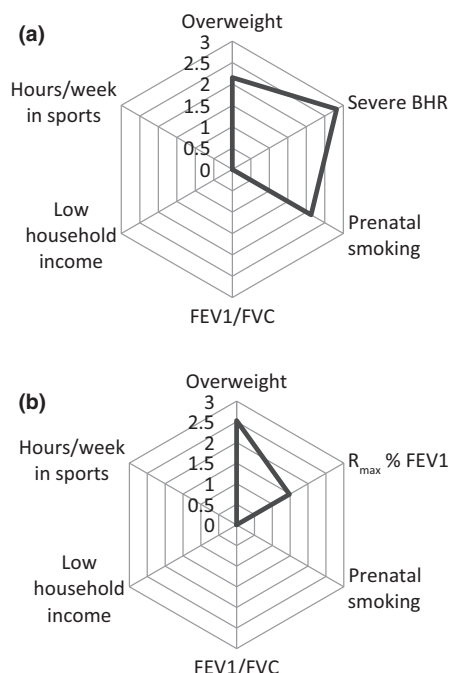 (a)
Overweight
3
2.5
2
1.5
1
0.5
0
Hours/week
in sports
Severe BHR
Low
household
income
Prenatal
smoking
FEV1/FVC
(b)
Overweight
3
2.5
2
1.5
1
0.5
0
Hours/week
in sports
Rmax % FEV1
Low
household
income
Prenatal
smoking
FEV1/FVC